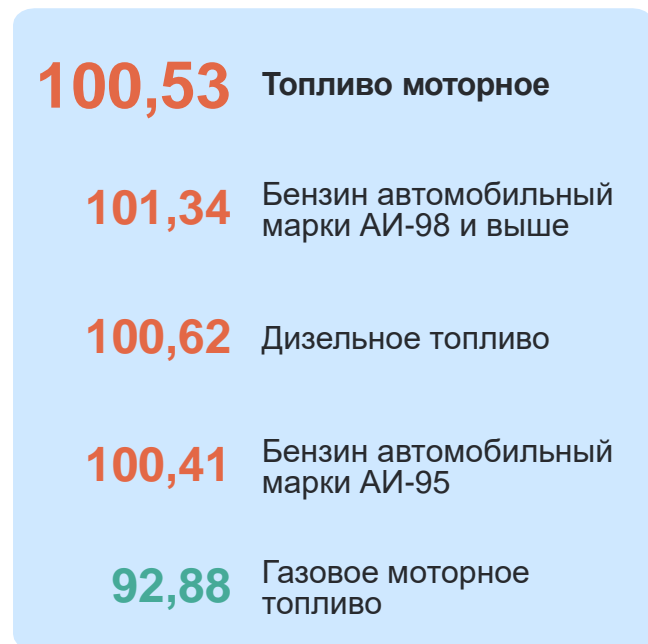 100,53 Топливо моторное
101,34 Бензин автомобильный
марки АИ-98 и выше
100,62 Дизельное топливо
100,41 Бензин автомобильный
марки АИ-95
92,88 Газовое моторное
топливо